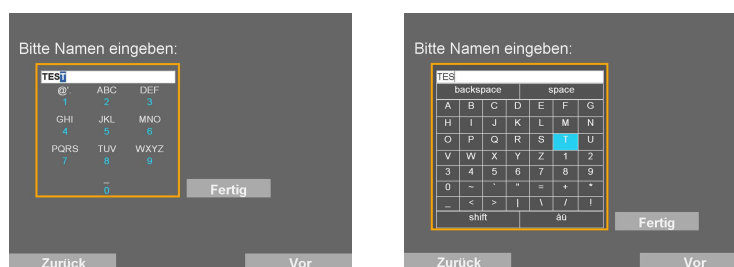 Bitte Namen eingeben:
TEST
@'. ABC DEF
1 2 3
GHI JKL MNO
4 5 6
PQRS TUV WXYZ
7 8 9
_
0
Fertig
Zurück Vor
Bitte Namen eingeben:
TES
backspace space
A B C D E F G
H I J K L M N
O P Q R S T U
V W X Y Z 1 2
3 4 5 6 7 8 9
0 ~ ` " = + *
_ < > | \ / !
shift äü
Fertig
Zurück Vor